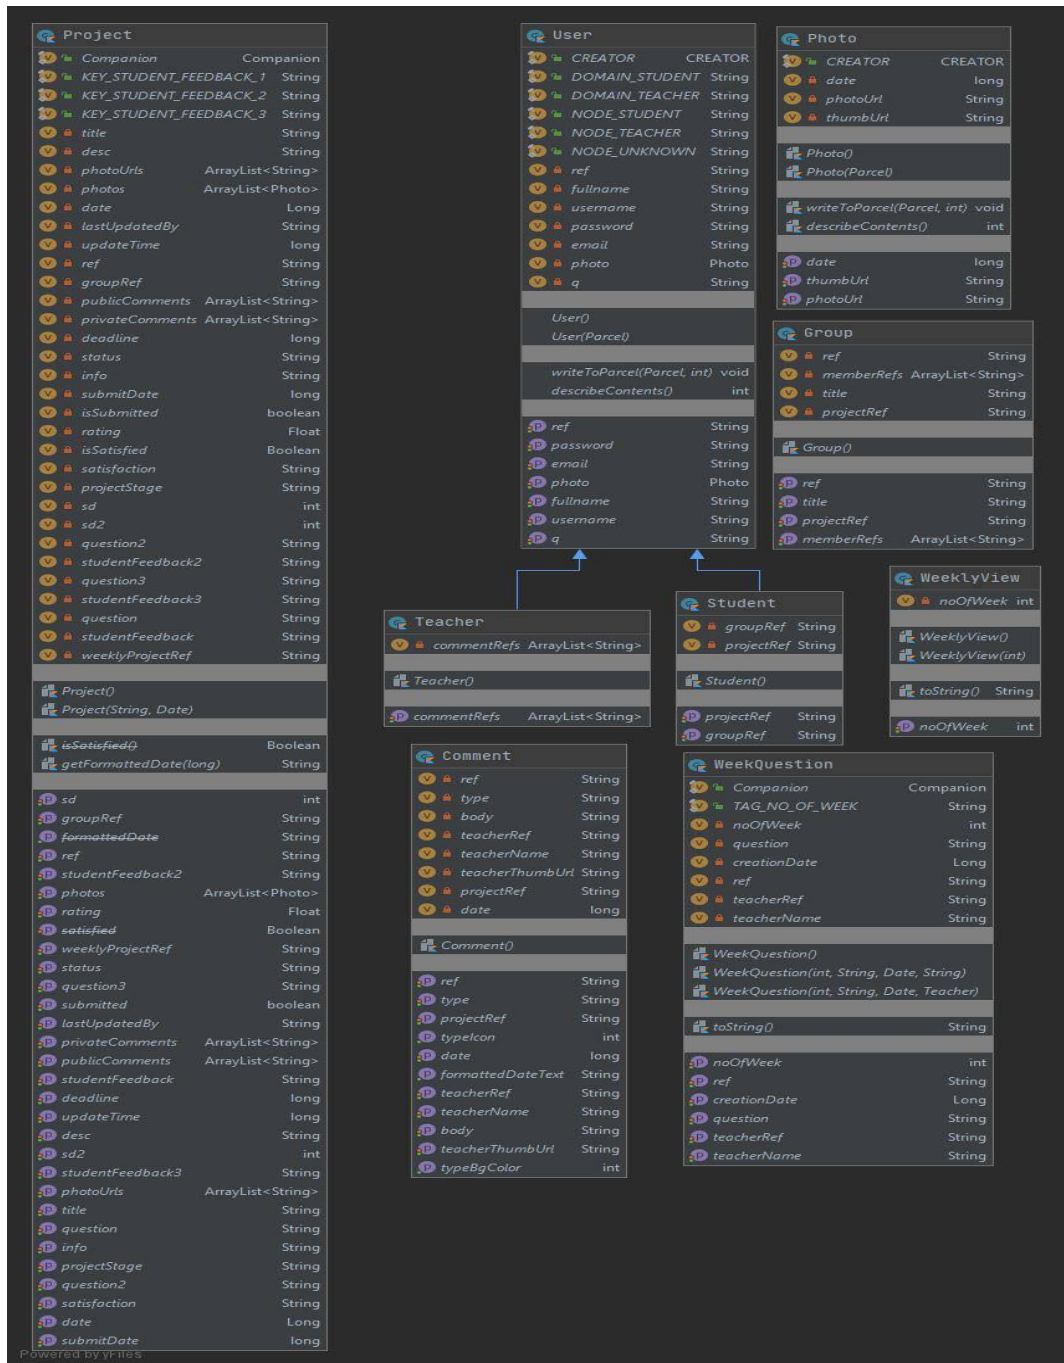 Project
Companion Companion
KEY_STUDENT_FEEDBACK_1 String
KEY_STUDENT_FEEDBACK_2 String
KEY_STUDENT_FEEDBACK_3 String
title String
desc String
photoUrls ArrayList<String>
photos ArrayList<Photo>
date Long
lastUpdatedBy String
updateTime long
ref String
groupRef String
publicComments ArrayList<String>
privateComments ArrayList<String>
deadline long
status String
info String
submitDate long
isSubmitted boolean
rating Float
isSatisfied Boolean
satisfaction String
projectStage String
sd int
sd2 int
question2 String
studentFeedback2 String
question3 String
studentFeedback3 String
question String
studentFeedback String
weeklyProjectRef String
Project()
Project(String, Date)
isSatisfied() Boolean
getFormattedDate(long) String
sd int
groupRef String
formattedDate String
ref String
studentFeedback2 String
photos ArrayList<Photo>
rating Float
satisfied Boolean
weeklyProjectRef String
status String
question3 String
submitted boolean
lastUpdatedBy String
privateComments ArrayList<String>
publicComments ArrayList<String>
studentFeedback String
deadline long
updateTime long
desc String
sd2 int
studentFeedback3 String
photoUrls ArrayList<String>
title String
question String
info String
projectStage String
question2 String
satisfaction String
date Long
submitDate long
User
CREATOR CREATOR
DOMAIN_STUDENT String
DOMAIN_TEACHER String
NODE_STUDENT String
NODE_TEACHER String
NODE_UNKNOWN String
ref String
fullname String
username String
password String
email String
photo Photo
q String
User()
User(Parcel)
writeToParcel(Parcel, int) void
describeContents() int
ref String
password String
email String
photo Photo
fullname String
username String
q String
Photo
CREATOR CREATOR
date long
photoUrl String
thumbUrl String
Photo()
Photo(Parcel)
writeToParcel(Parcel, int) void
describeContents() int
date long
thumbUrl String
photoUrl String
Group
ref String
memberRefs ArrayList<String>
title String
projectRef String
Group()
ref String
title String
projectRef String
memberRefs ArrayList<String>
Teacher
commentRefs ArrayList<String>
Teacher()
commentRefs ArrayList<String>
Student
groupRef String
projectRef String
Student()
projectRef String
groupRef String
WeeklyView
noOfWeek int
WeeklyView()
WeeklyView(int)
toString() String
noOfWeek int
Comment
ref String
type String
body String
teacherRef String
teacherName String
teacherThumbUrl String
projectRef String
date long
Comment()
ref String
type String
projectRef String
typeIcon int
date long
formattedDateText String
teacherRef String
teacherName String
body String
teacherThumbUrl String
typeBgColor int
WeekQuestion
Companion Companion
TAG_NO_OF_WEEK String
noOfWeek int
question String
creationDate Long
ref String
teacherRef String
teacherName String
WeekQuestion()
WeekQuestion(int, String, Date, String)
WeekQuestion(int, String, Date, Teacher)
toString() String
noOfWeek int
ref String
creationDate Long
question String
teacherRef String
teacherName String
Powered by yFiles